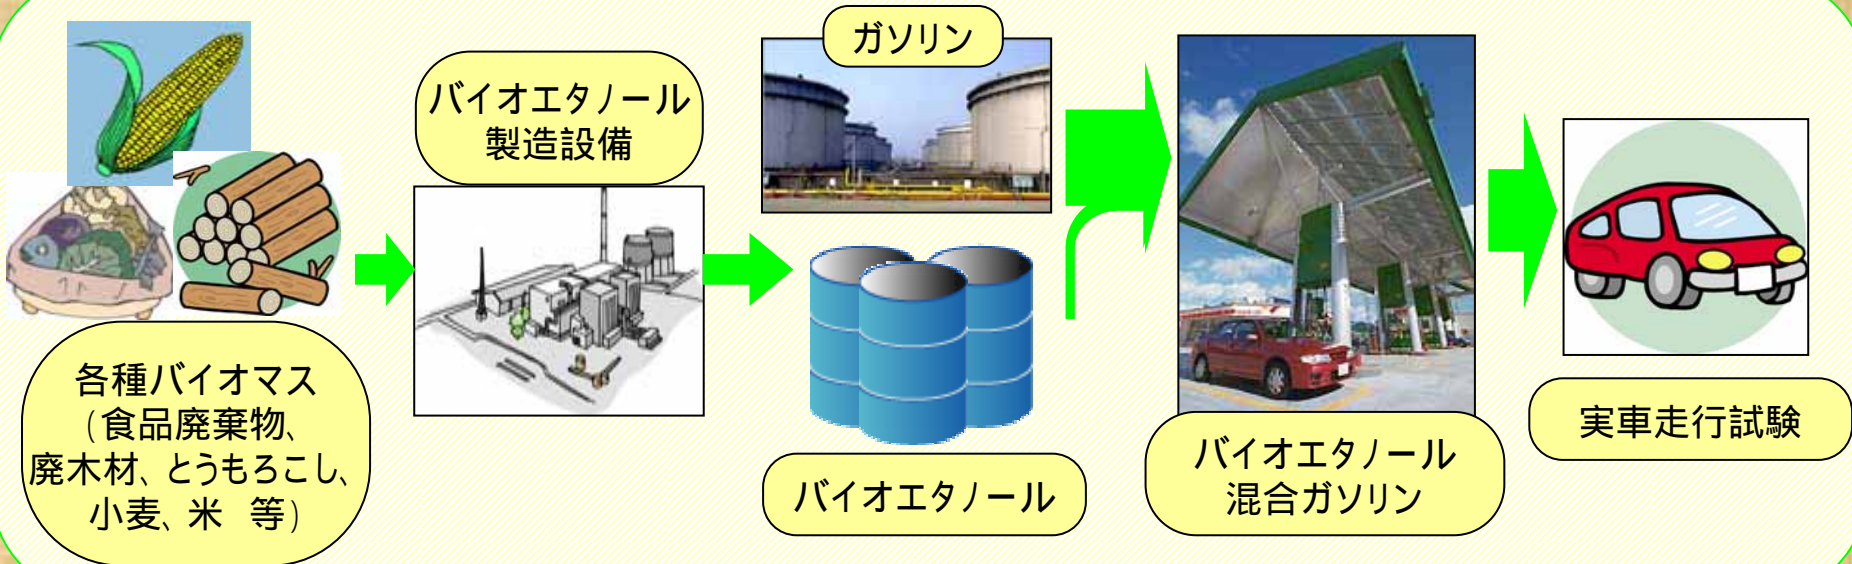 各種バイオマス
(食品廃棄物、
廃木材、とうもろこし、
小麦、米 等)
バイオエタノール
製造設備
ガソリン
バイオエタノール
バイオエタノール
混合ガソリン
実車走行試験